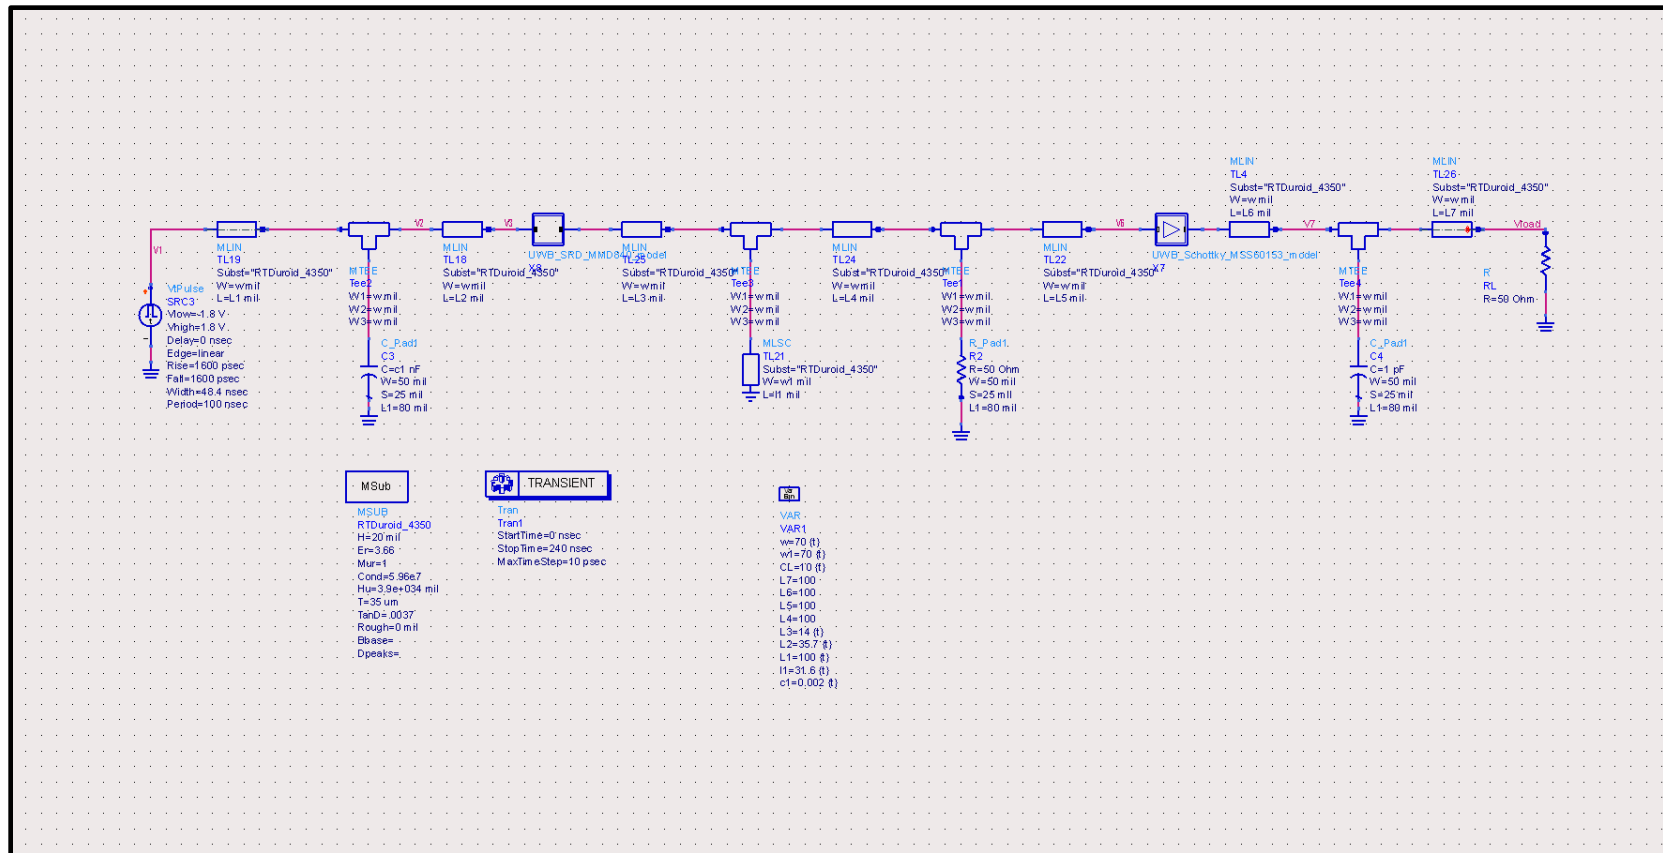 MLIN
TL4
Subst="RTDuroid_4350"
W=w mil
L=L6 mil
MLIN
TL26
Subst="RTDuroid_4350"
W=w mil
L=L7 mil
V1
V2
V3
V6
V7
Vload
MLIN
TL19
Subst="RTDuroid_4350"
W=w mil
L=L1 mil
MTEE
Tee2
W1=w mil
W2=w mil
W3=w mil
MLIN
TL18
Subst="RTDuroid_4350"
W=w mil
L=L2 mil
UWB_SRD_MMD840_model
X8
MLIN
TL25
Subst="RTDuroid_4350"
W=w mil
L=L3 mil
MTEE
Tee3
W1=w mil
W2=w mil
W3=w mil
MLIN
TL24
Subst="RTDuroid_4350"
W=w mil
L=L4 mil
MTEE
Tee1
W1=w mil
W2=w mil
W3=w mil
MLIN
TL22
Subst="RTDuroid_4350"
W=w mil
L=L5 mil
UWB_Schottky_MSS60153_model
X7
MTEE
Tee4
W1=w mil
W2=w mil
W3=w mil
R
RL
R=50 Ohm
VtPulse
SRC3
Vlow=-1.8 V
Vhigh=1.8 V
Delay=0 nsec
Edge=linear
Rise=1600 psec
Fall=1600 psec
Width=48.4 nsec
Period=100 nsec
C_Pad1
C3
C=c1 nF
W=50 mil
S=25 mil
L1=80 mil
MLSC
TL21
Subst="RTDuroid_4350"
W=w1 mil
L=l1 mil
R_Pad1
R2
R=50 Ohm
W=50 mil
S=25 mil
L1=80 mil
C_Pad1
C4
C=1 pF
W=50 mil
S=25 mil
L1=80 mil
MSub
MSUB
RTDuroid_4350
H=20 mil
Er=3.66
Mur=1
Cond=5.96e7
Hu=3.9e+034 mil
T=35 um
TanD=.0037
Rough=0 mil
Bbase=
Dpeaks=
TRANSIENT
Tran
Tran1
StartTime=0 nsec
StopTime=240 nsec
MaxTimeStep=10 psec
Var
Eqn
VAR
VAR1
w=70 {t}
w1=70 {t}
CL=10 {t}
L7=100
L6=100
L5=100
L4=100
L3=14 {t}
L2=35.7 {t}
L1=100 {t}
l1=31.6 {t}
c1=0.002 {t}